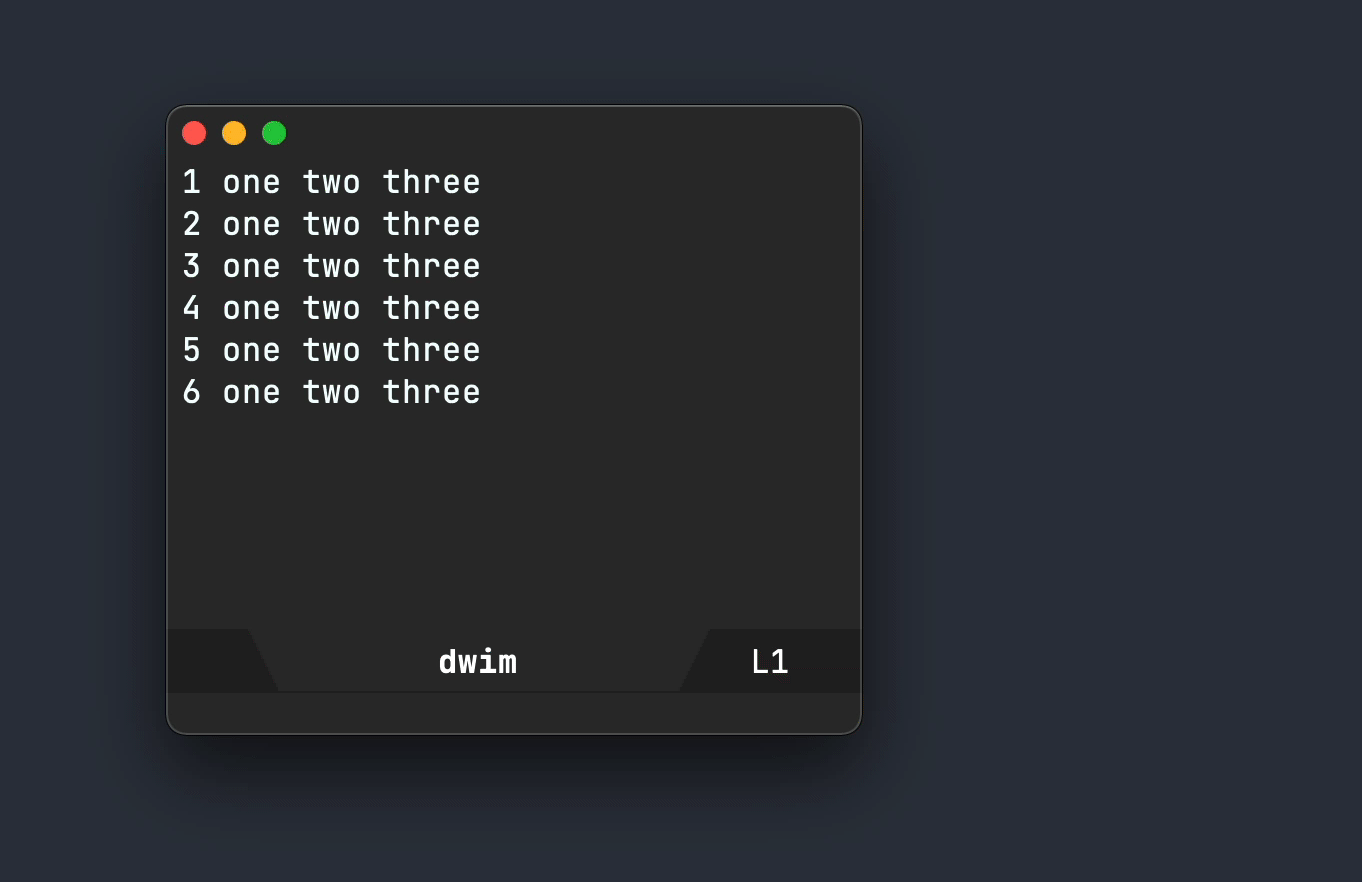 1 one two three
2 one two three
3 one two three
4 one two three
5 one two three
6 one two three
dwim
L1